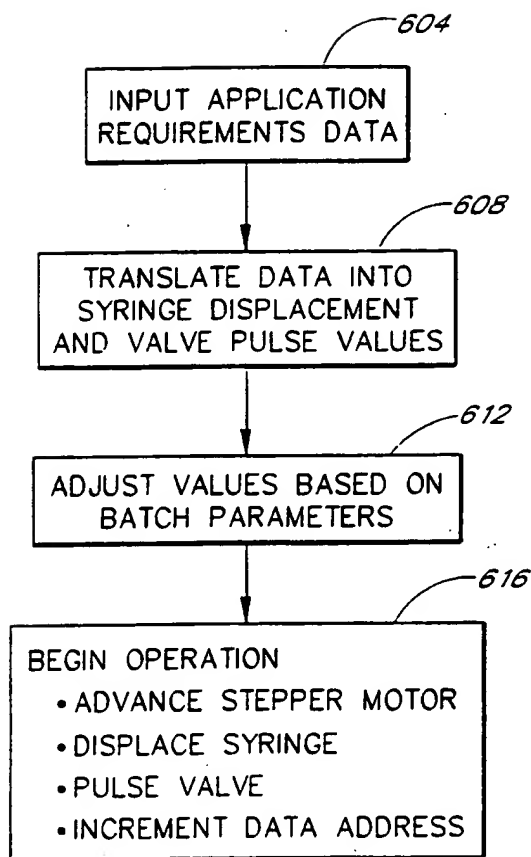 604
INPUT APPLICATION
REQUIREMENTS DATA
608
TRANSLATE DATA INTO
SYRINGE DISPLACEMENT
AND VALVE PULSE VALUES
612
ADJUST VALUES BASED ON
BATCH PARAMETERS
616
BEGIN OPERATION
• ADVANCE STEPPER MOTOR
• DISPLACE SYRINGE
• PULSE VALVE
• INCREMENT DATA ADDRESS